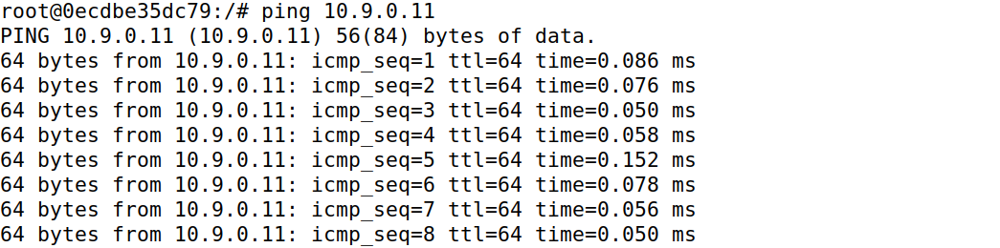 root@0ecdbe35dc79:/# ping 10.9.0.11
PING 10.9.0.11 (10.9.0.11) 56(84) bytes of data.
64 bytes from 10.9.0.11: icmp_seq=1 ttl=64 time=0.086 ms
64 bytes from 10.9.0.11: icmp_seq=2 ttl=64 time=0.076 ms
64 bytes from 10.9.0.11: icmp_seq=3 ttl=64 time=0.050 ms
64 bytes from 10.9.0.11: icmp_seq=4 ttl=64 time=0.058 ms
64 bytes from 10.9.0.11: icmp_seq=5 ttl=64 time=0.152 ms
64 bytes from 10.9.0.11: icmp_seq=6 ttl=64 time=0.078 ms
64 bytes from 10.9.0.11: icmp_seq=7 ttl=64 time=0.056 ms
64 bytes from 10.9.0.11: icmp_seq=8 ttl=64 time=0.050 ms